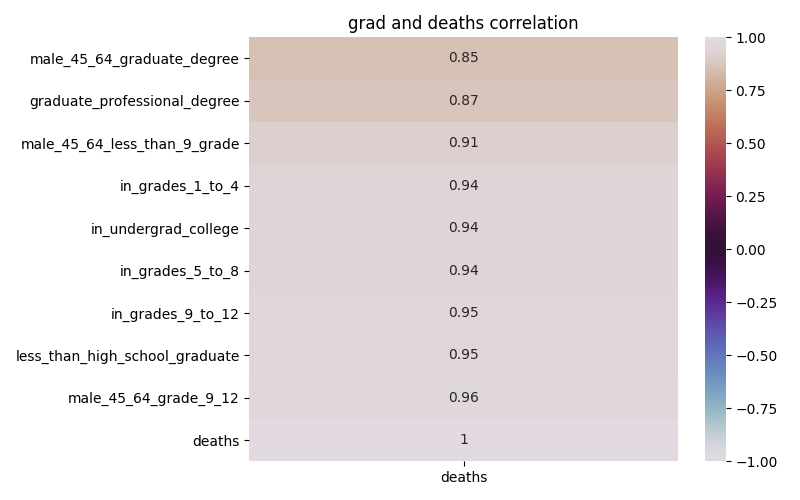 grad and deaths correlation
male_45_64_graduate_degree
0.85
graduate_professional_degree
0.87
male_45_64_less_than_9_grade
0.91
in_grades_1_to_4
0.94
in_undergrad_college
0.94
in_grades_5_to_8
0.94
in_grades_9_to_12
0.95
less_than_high_school_graduate
0.95
male_45_64_grade_9_12
0.96
deaths
1
deaths
1.00
0.75
0.50
0.25
0.00
−0.25
−0.50
−0.75
−1.00